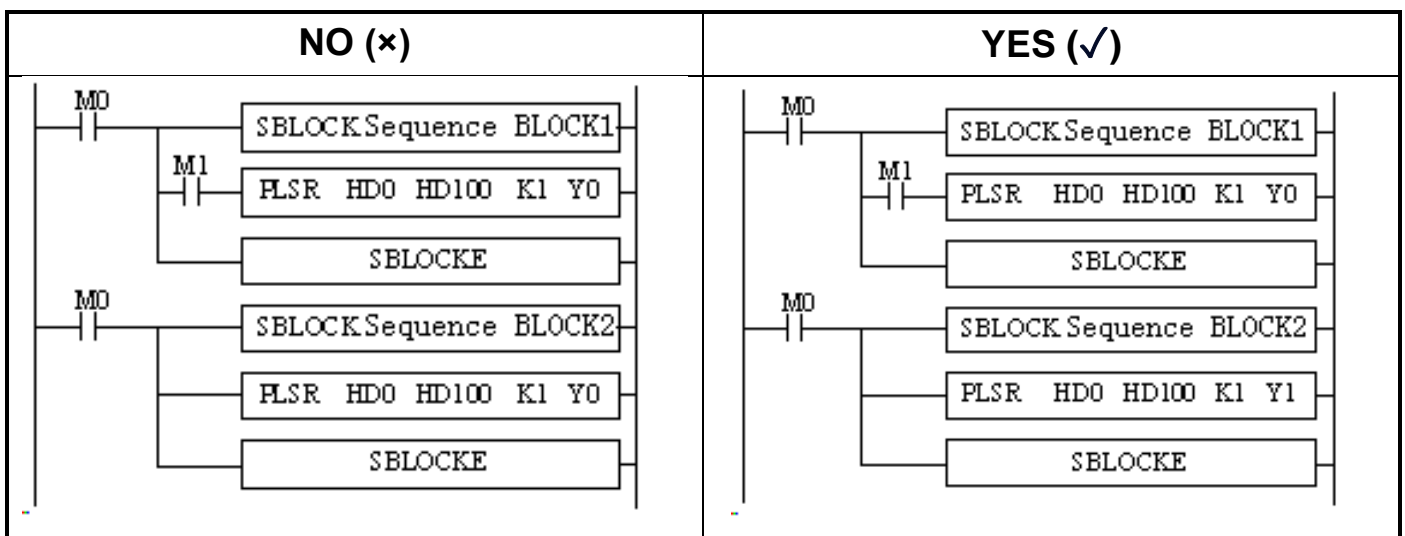 NO (×)
YES (✓)
M0
SBLOCK Sequence BLOCK1
M1
PLSR HD0 HD100 K1 Y0
SBLOCKE
M0
SBLOCK Sequence BLOCK2
PLSR HD0 HD100 K1 Y0
SBLOCKE
M0
SBLOCK Sequence BLOCK1
M1
PLSR HD0 HD100 K1 Y0
SBLOCKE
M0
SBLOCK Sequence BLOCK2
PLSR HD0 HD100 K1 Y1
SBLOCKE